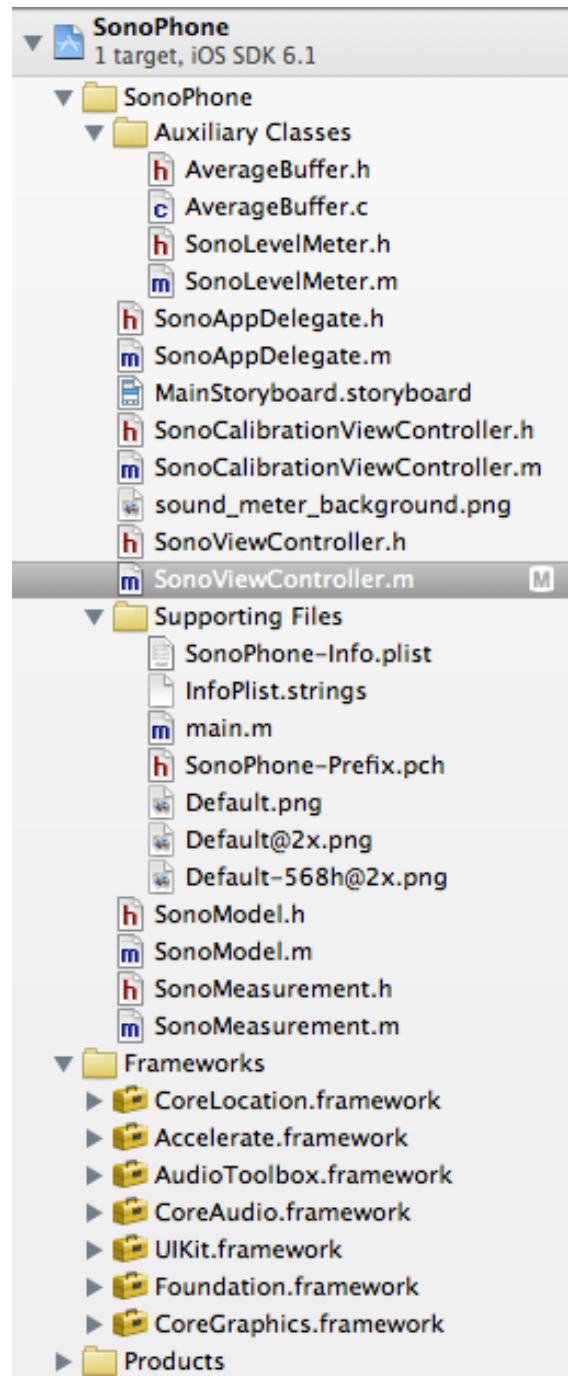 SonoPhone
1 target, iOS SDK 6.1
SonoPhone
Auxiliary Classes
h AverageBuffer.h
c AverageBuffer.c
h SonoLevelMeter.h
m SonoLevelMeter.m
h SonoAppDelegate.h
m SonoAppDelegate.m
MainStoryboard.storyboard
h SonoCalibrationViewController.h
m SonoCalibrationViewController.m
sound_meter_background.png
h SonoViewController.h
m SonoViewController.m M
Supporting Files
SonoPhone-Info.plist
InfoPlist.strings
m main.m
h SonoPhone-Prefix.pch
Default.png
Default@2x.png
Default-568h@2x.png
h SonoModel.h
m SonoModel.m
h SonoMeasurement.h
m SonoMeasurement.m
Frameworks
CoreLocation.framework
Accelerate.framework
AudioToolbox.framework
CoreAudio.framework
UIKit.framework
Foundation.framework
CoreGraphics.framework
Products